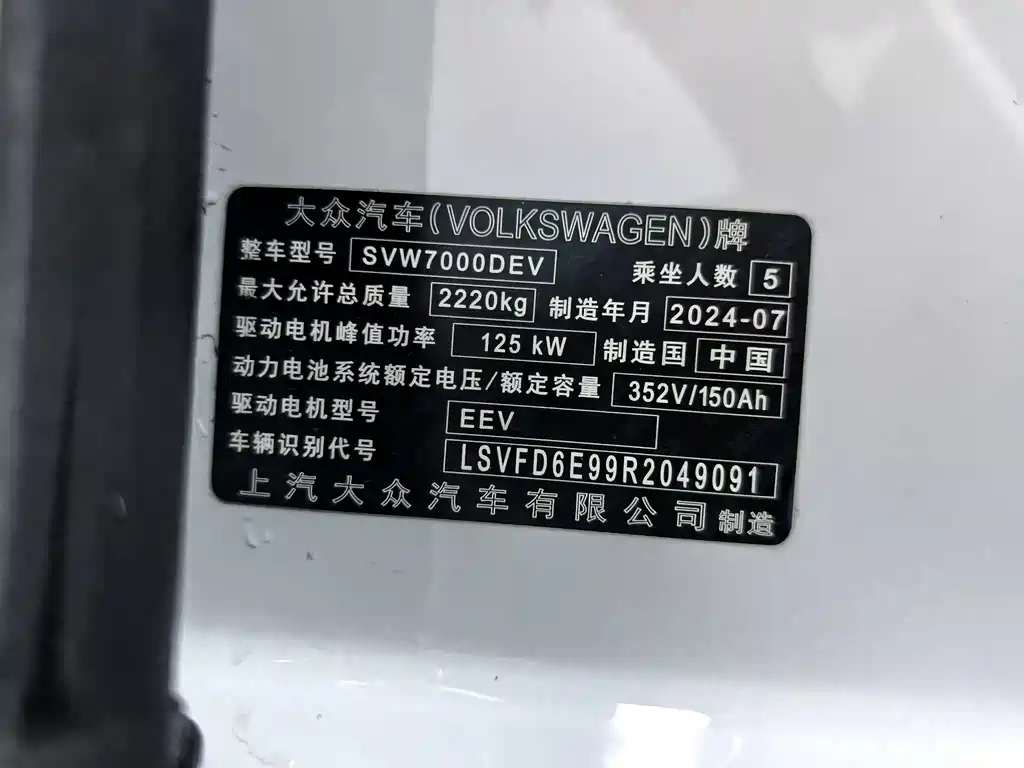 大众汽车(VOLKSWAGEN)牌
整车型号 SVW7000DEV 乘坐人数 5
最大允许总质量 2220kg 制造年月 2024-07
驱动电机峰值功率 125 kW 制造国 中国
动力电池系统额定电压/额定容量 352V/150Ah
驱动电机型号 EEV
车辆识别代号 LSVFD6E99R2049091
上汽大众汽车有限公司 制造